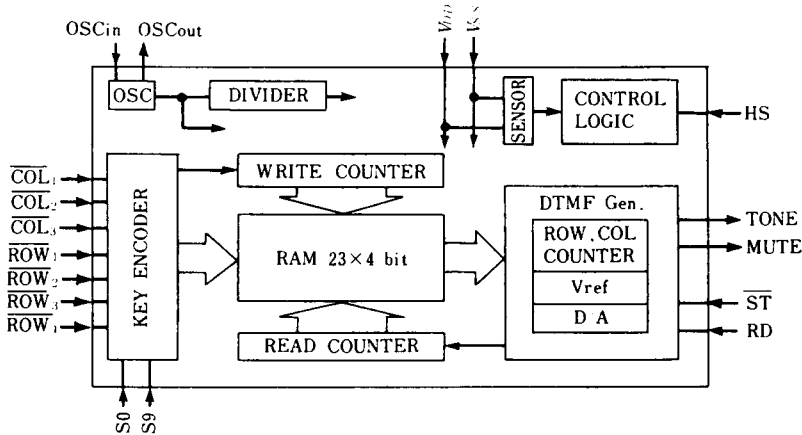 OSCin OSCout
VDD
VSS
OSC
DIVIDER
SENSOR
CONTROL
LOGIC
HS
COL1
COL2
COL3
ROW1
ROW2
ROW3
ROW4
KEY ENCODER
WRITE COUNTER
RAM 23×4 bit
READ COUNTER
DTMF Gen.
ROW, COL
COUNTER
Vref
D A
TONE
MUTE
ST
RD
S0
S9